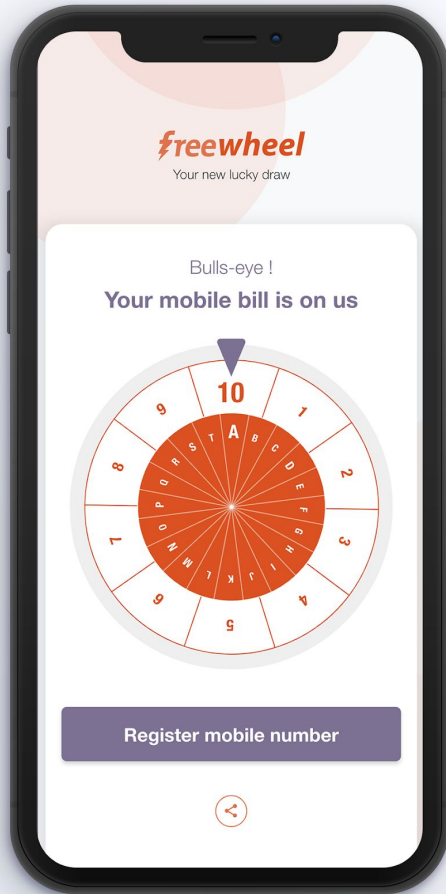 freewheel
Your new lucky draw
Bulls-eye !
Your mobile bill is on us
10
1
2
3
4
5
6
7
8
9
A
B
C
D
E
F
G
H
I
J
K
L
M
N
O
P
Q
R
S
T
Register mobile number